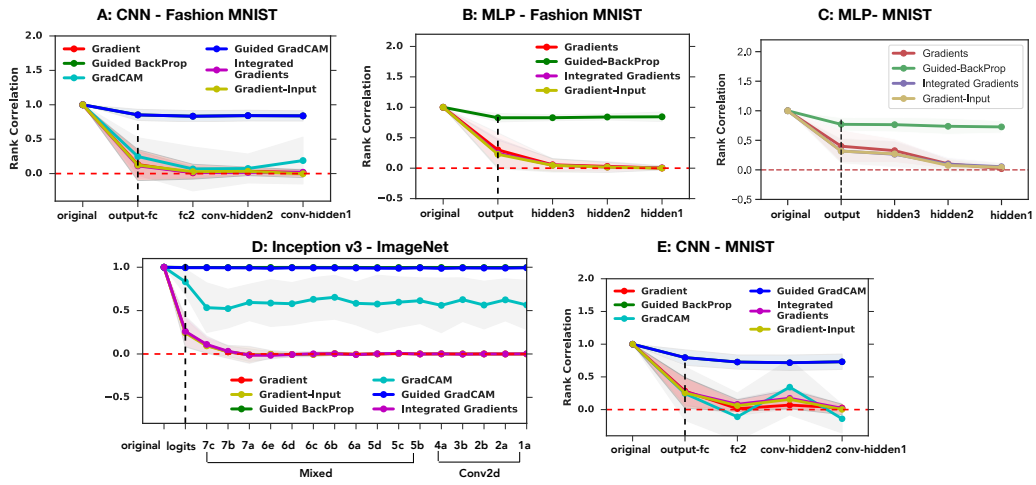 A: CNN - Fashion MNIST
2.0
1.5
1.0
0.5
0.0
Rank Correlation
Gradient
Guided BackProp
GradCAM
Guided GradCAM
Integrated
Gradients
Gradient-Input
original
output-fc
fc2
conv-hidden2
conv-hidden1
B: MLP - Fashion MNIST
2.0
1.5
1.0
0.5
0.0
−0.5
Rank Correlation
Gradients
Guided-BackProp
Integrated Gradients
Gradient-Input
original
output
hidden3
hidden2
hidden1
C: MLP- MNIST
2.0
1.5
1.0
0.5
0.0
−0.5
Rank Correlation
Gradients
Guided-BackProp
Integrated Gradients
Gradient-Input
original
output
hidden3
hidden2
hidden1
D: Inception v3 - ImageNet
1.0
0.5
0.0
−0.5
Rank Correlation
Gradient
Gradient-Input
Guided BackProp
GradCAM
Guided GradCAM
Integrated Gradients
original
logits
7c
7b
7a
6e
6d
6c
6b
6a
5d
5c
5b
4a
3b
2b
2a
1a
Mixed
Conv2d
E: CNN - MNIST
2.0
1.5
1.0
0.5
0.0
Rank Correlation
Gradient
Guided BackProp
GradCAM
Guided GradCAM
Integrated
Gradients
Gradient-Input
original
output-fc
fc2
conv-hidden2
conv-hidden1